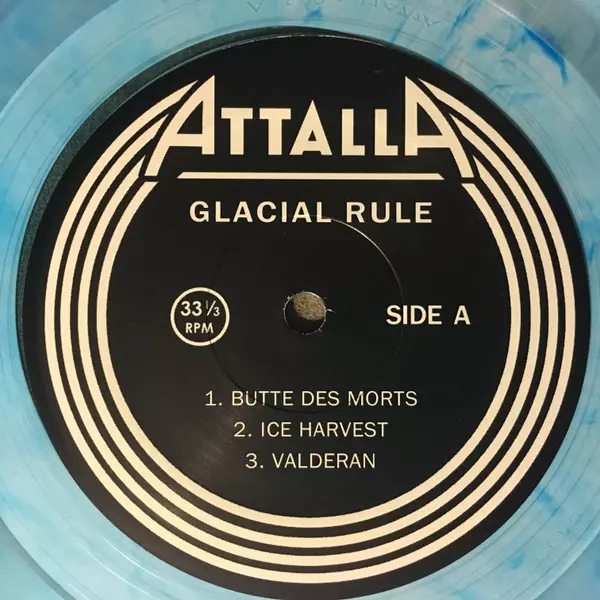 ATTALLA
GLACIAL RULE
33 1/3
RPM
SIDE A
1. BUTTE DES MORTS
2. ICE HARVEST
3. VALDERAN